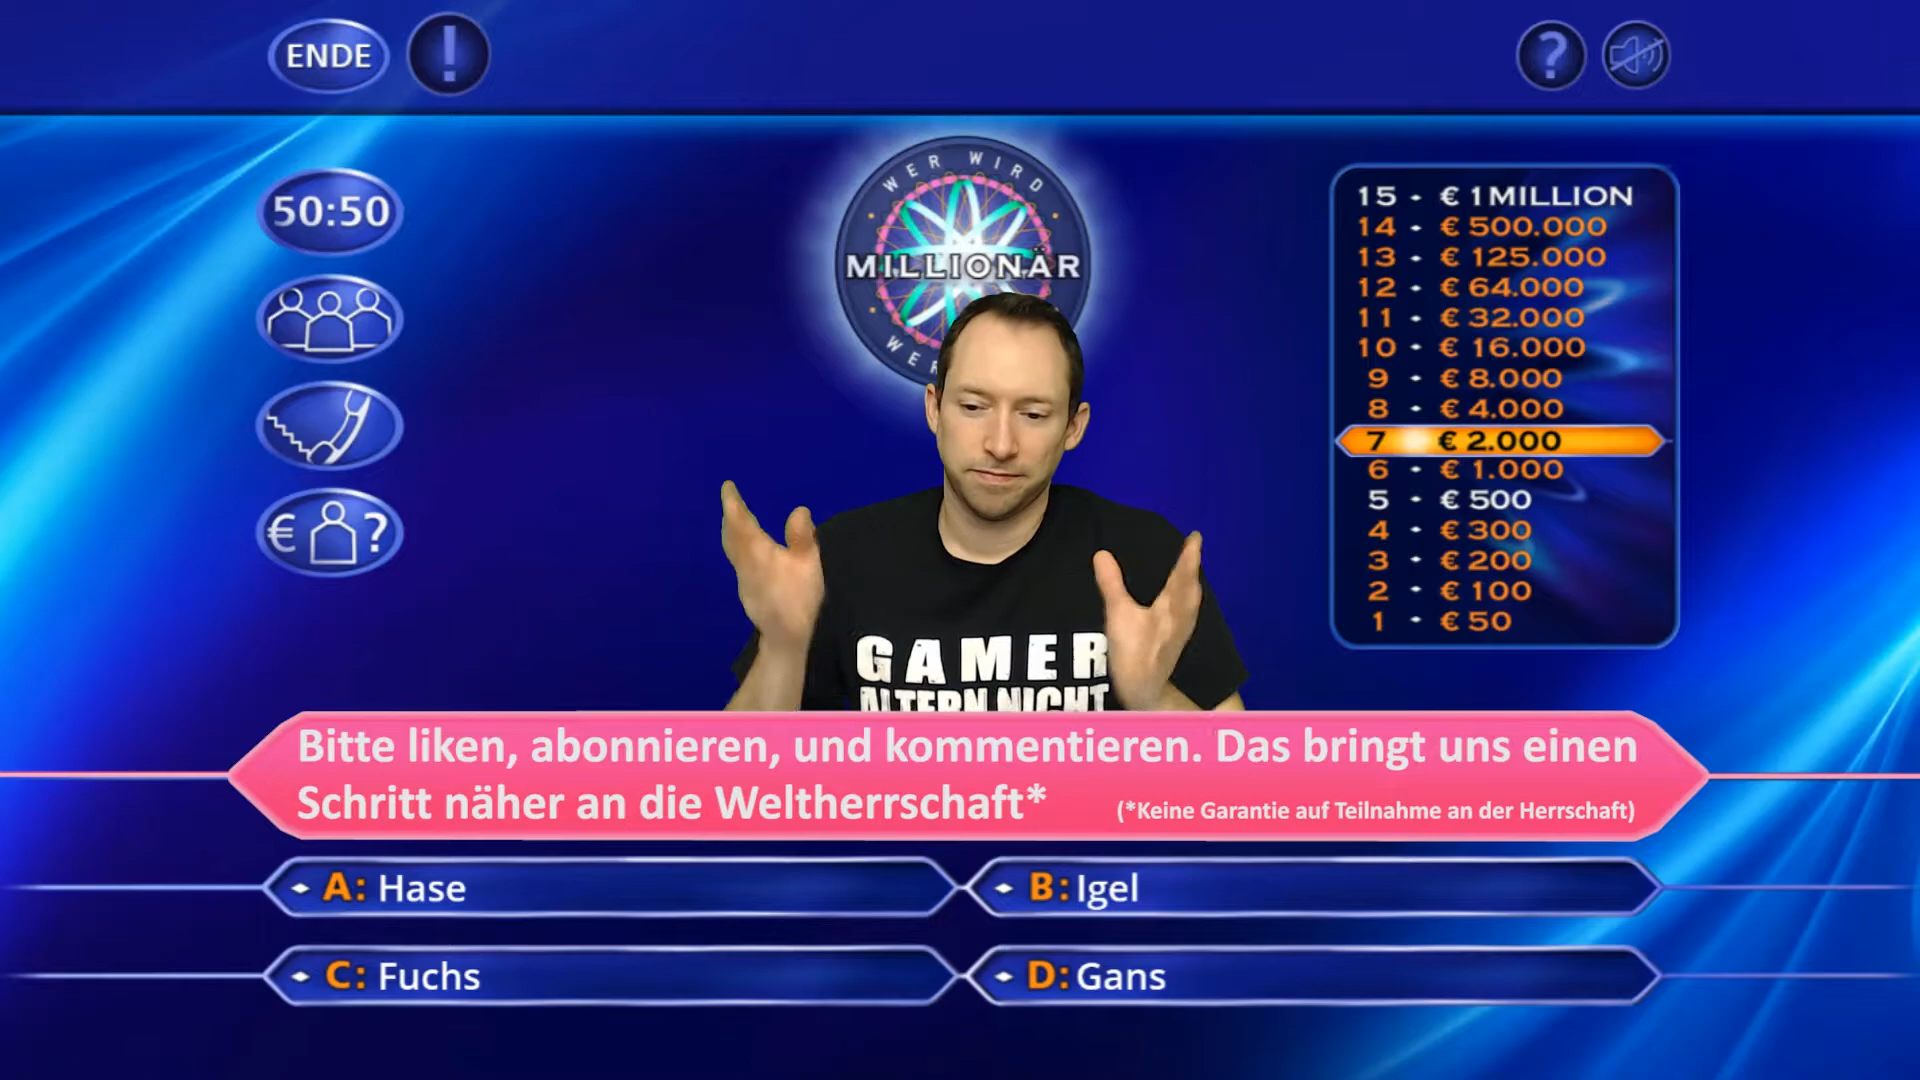 ENDE
!
?
50:50
€ ?
WER WIRD
MILLIONÄR
WER
15 · € 1 MILLION
14 · € 500.000
13 · € 125.000
12 · € 64.000
11 · € 32.000
10 · € 16.000
9 · € 8.000
8 · € 4.000
7 € 2.000
6 · € 1.000
5 · € 500
4 · € 300
3 · € 200
2 · € 100
1 · € 50
GAMER
ALTERN NICHT
Bitte liken, abonnieren, und kommentieren. Das bringt uns einen
Schritt näher an die Weltherrschaft* (*Keine Garantie auf Teilnahme an der Herrschaft)
A: Hase
B: Igel
C: Fuchs
D: Gans